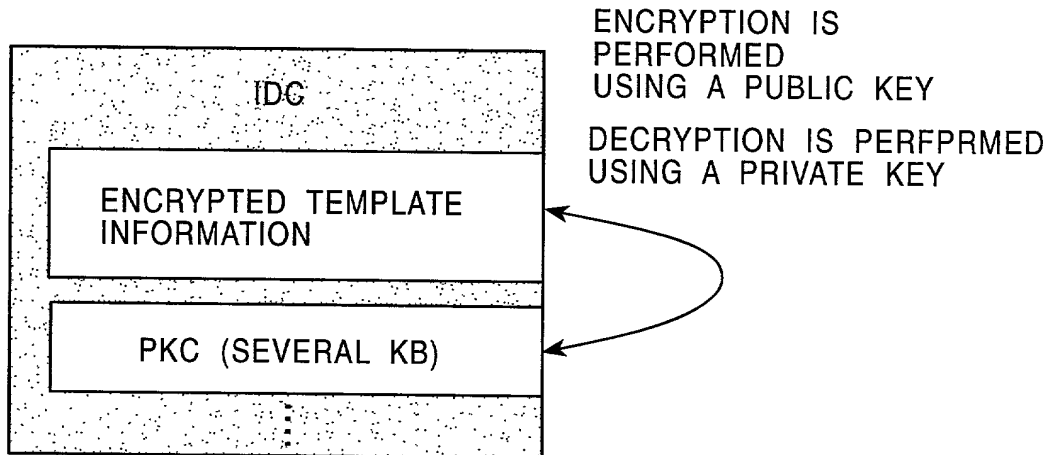 ENCRYPTION IS
PERFORMED
USING A PUBLIC KEY
DECRYPTION IS PERFPRMED
USING A PRIVATE KEY
IDC
ENCRYPTED TEMPLATE
INFORMATION
PKC (SEVERAL KB)